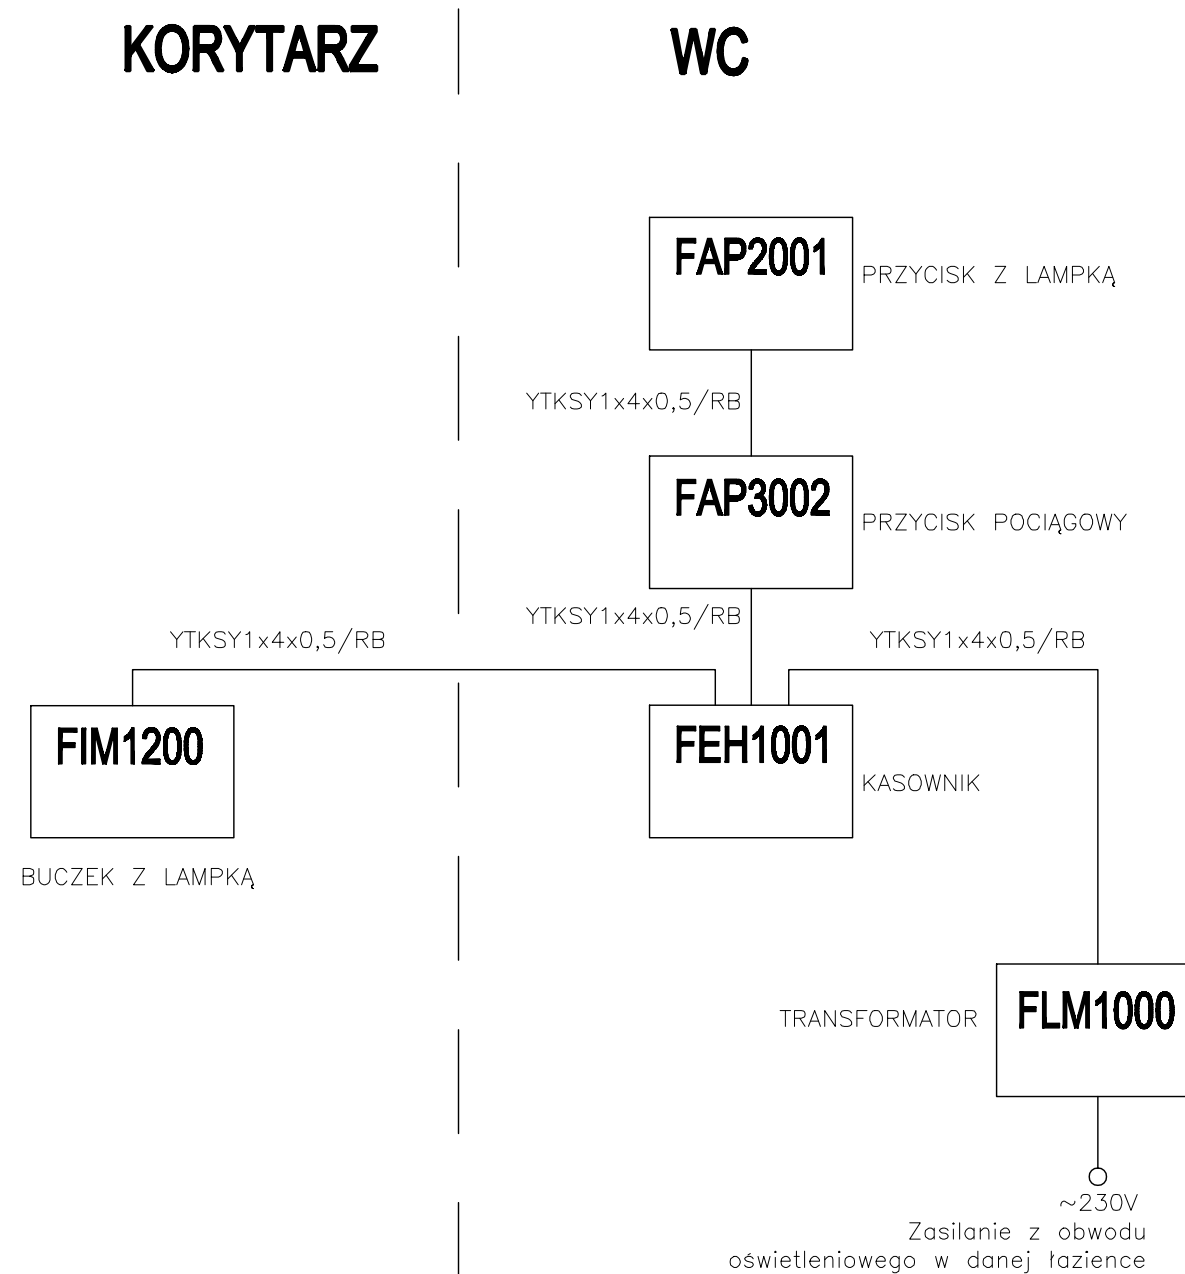 KORYTARZ
WC
FAP2001
PRZYCISK Z LAMPKĄ
YTKSY1x4x0,5/RB
FAP3002
PRZYCISK POCIĄGOWY
YTKSY1x4x0,5/RB
YTKSY1x4x0,5/RB
YTKSY1x4x0,5/RB
FIM1200
FEH1001
KASOWNIK
BUCZEK Z LAMPKĄ
TRANSFORMATOR
FLM1000
~230V
Zasilanie z obwodu
oświetleniowego w danej łazience